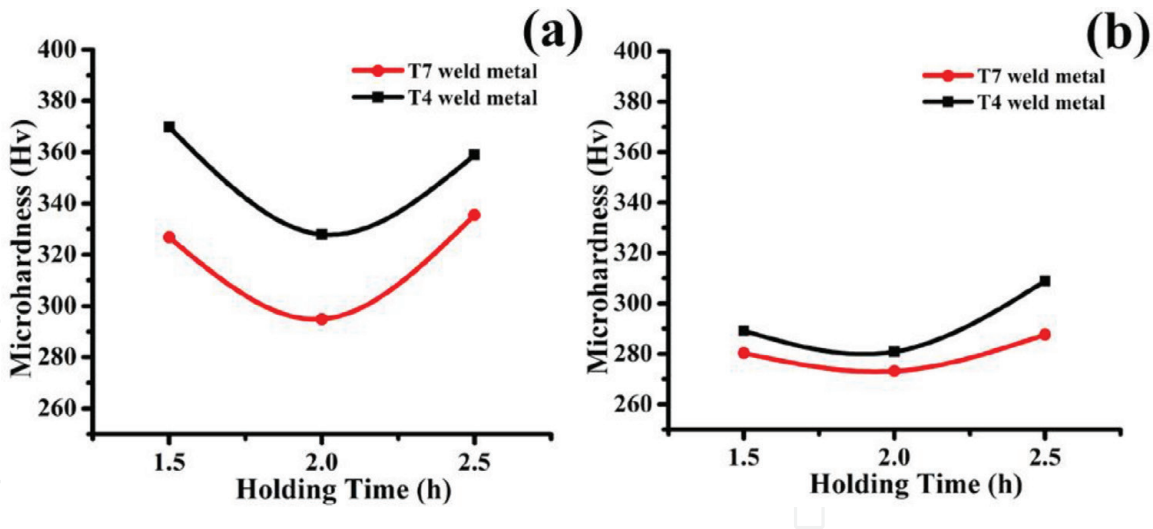 (a)
400
380
360
340
320
300
280
260
Microhardness (Hv)
T7 weld metal
T4 weld metal
1.5 2.0 2.5
Holding Time (h)
(b)
400
380
360
340
320
300
280
260
Microhardness (Hv)
T7 weld metal
T4 weld metal
1.5 2.0 2.5
Holding Time (h)